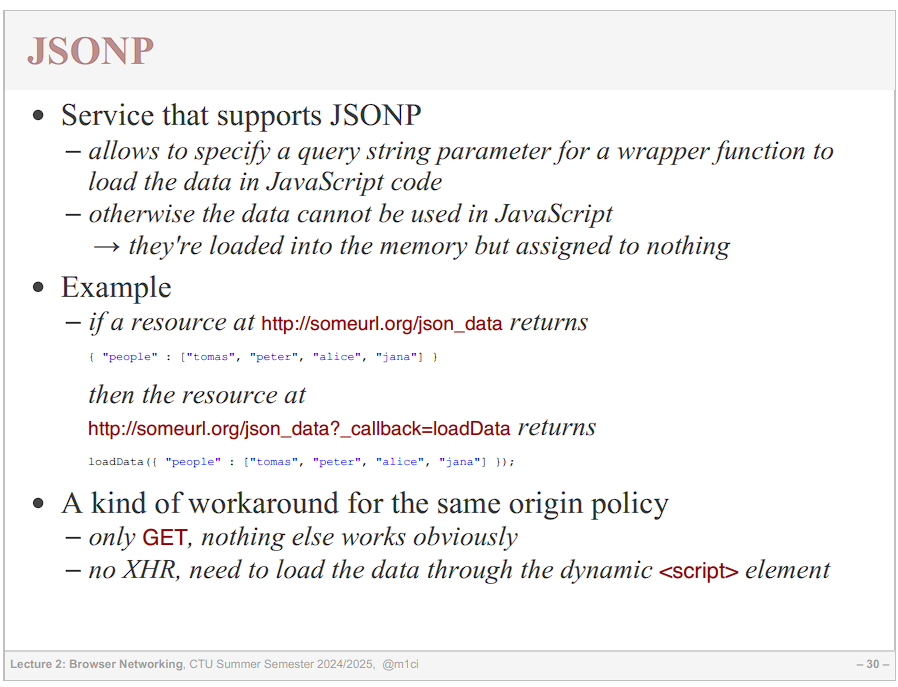 JSONP
• Service that supports JSONP
– allows to specify a query string parameter for a wrapper function to
load the data in JavaScript code
– otherwise the data cannot be used in JavaScript
→ they're loaded into the memory but assigned to nothing
• Example
– if a resource at http://someurl.org/json_data returns
{ "people" : ["tomas", "peter", "alice", "jana"] }
then the resource at
http://someurl.org/json_data?_callback=loadData returns
loadData({ "people" : ["tomas", "peter", "alice", "jana"] });
• A kind of workaround for the same origin policy
– only GET, nothing else works obviously
– no XHR, need to load the data through the dynamic <script> element
Lecture 2: Browser Networking, CTU Summer Semester 2024/2025, @m1ci
– 30 –